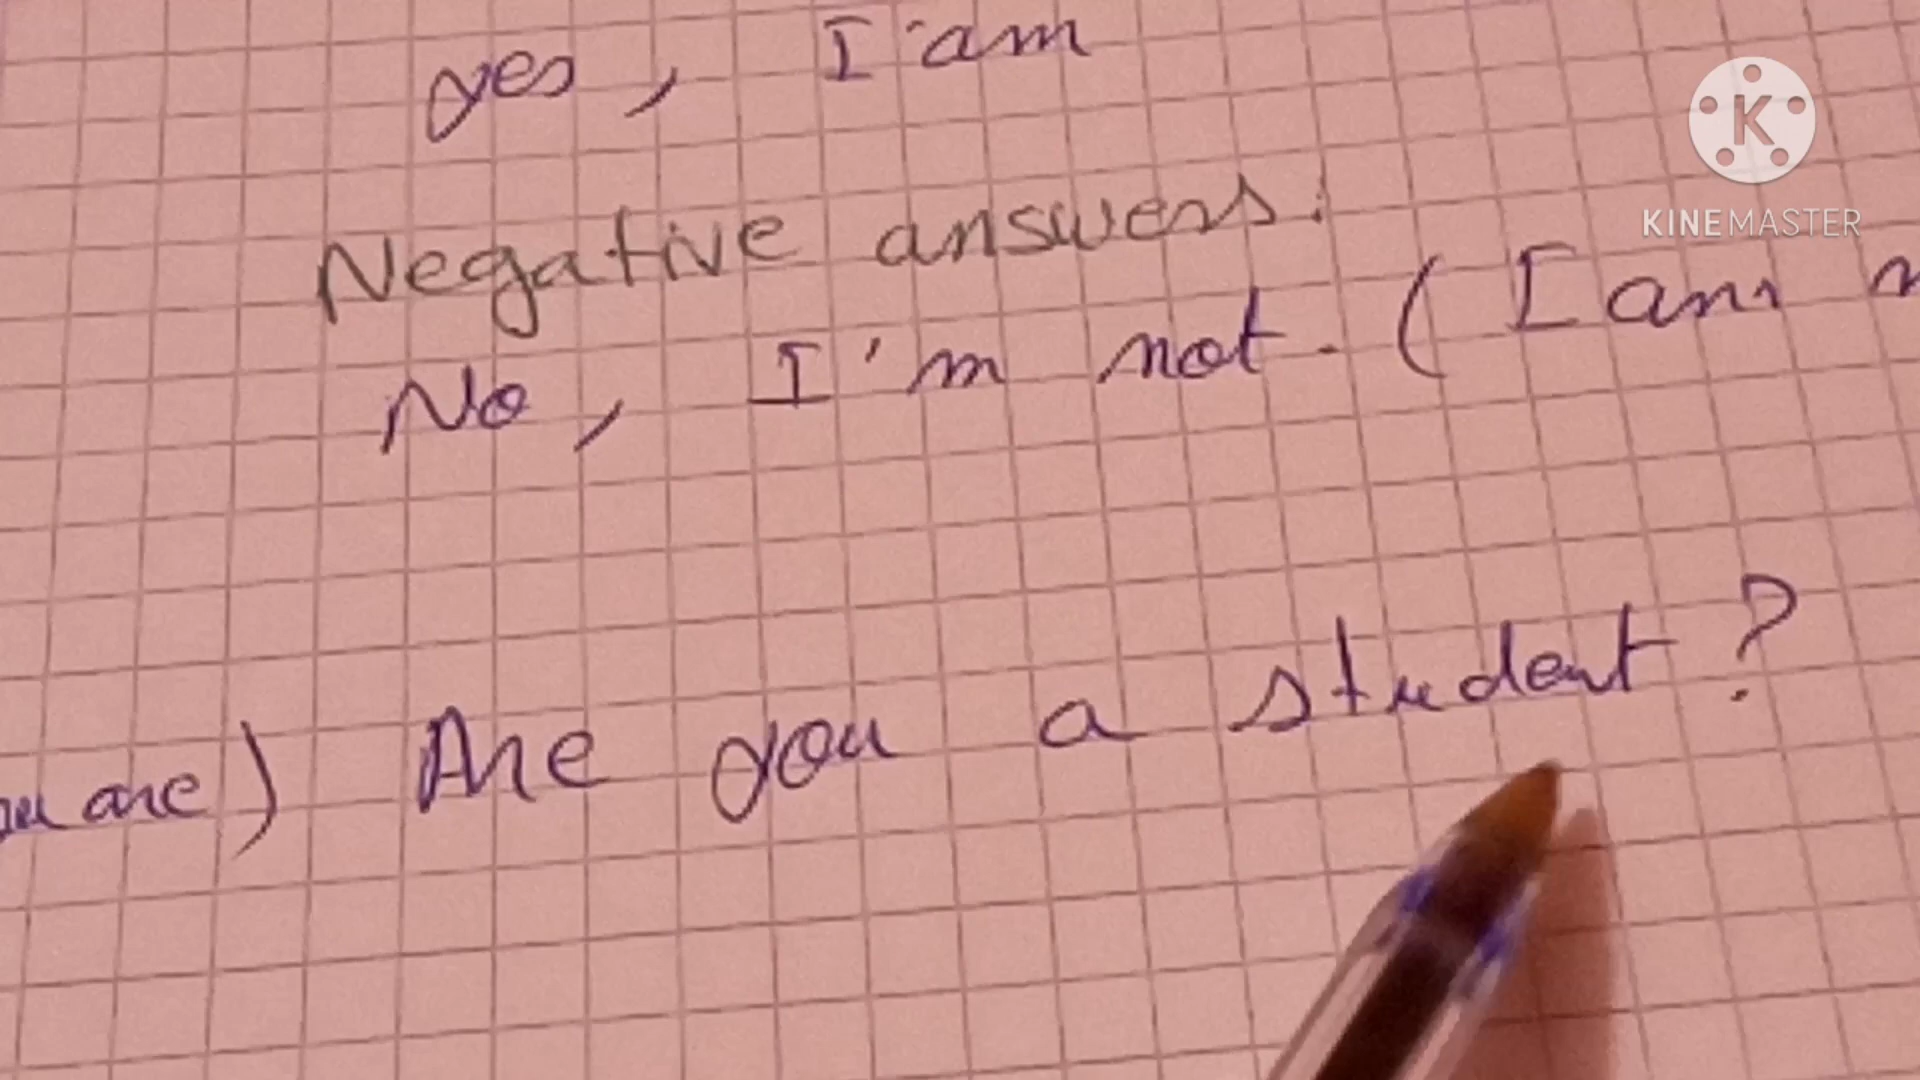 yes, I am
Negative answers:
No, I'm not. (I am
are) Are you a student?
KINEMASTER